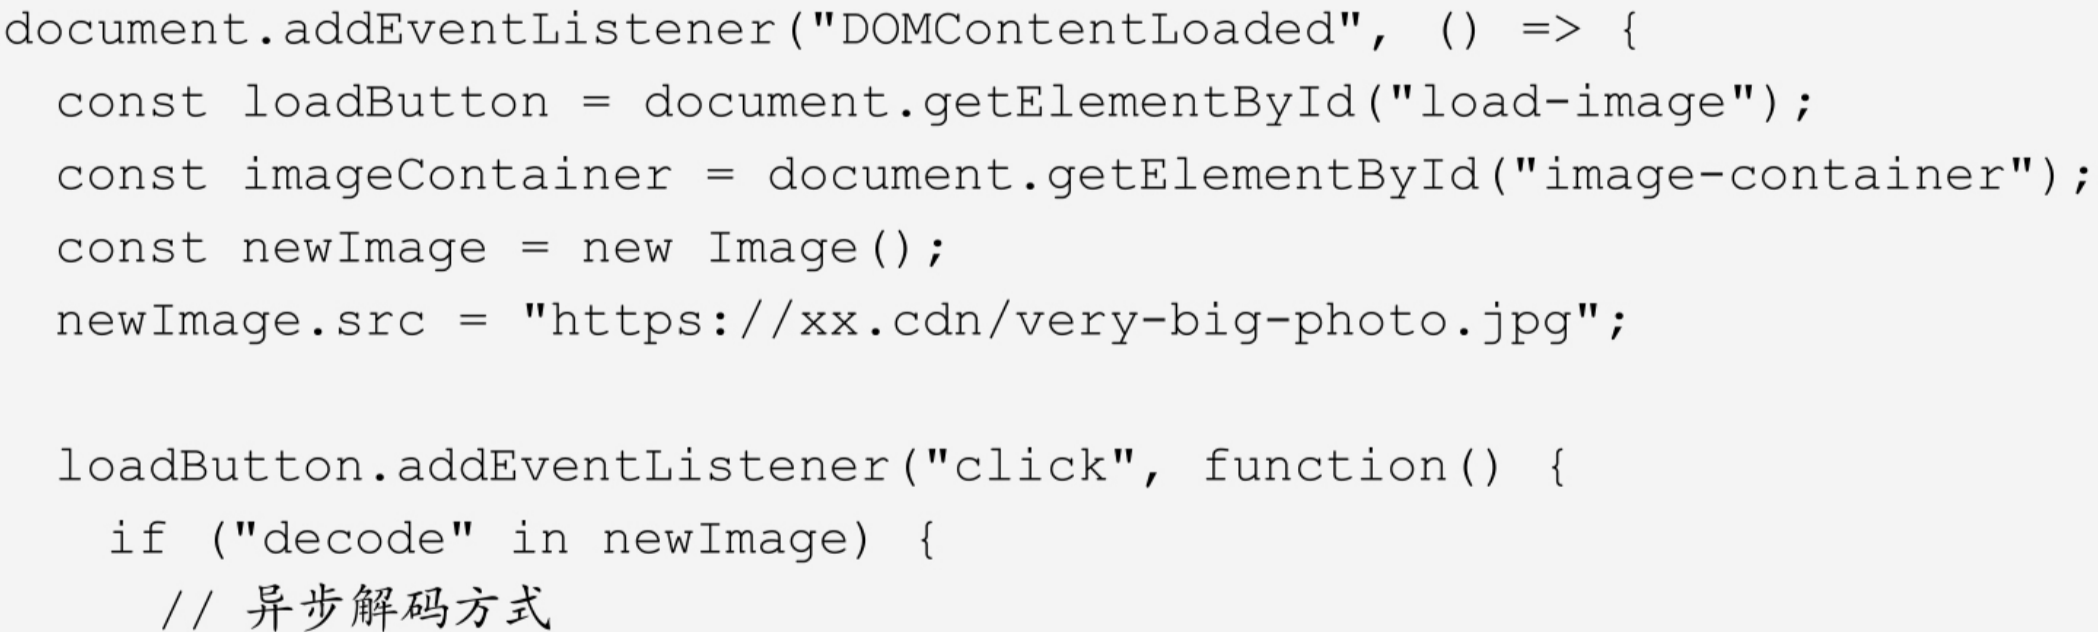 document.addEventListener("DOMContentLoaded", () => {
const loadButton = document.getElementById("load-image");
const imageContainer = document.getElementById("image-container");
const newImage = new Image();
newImage.src = "https://xx.cdn/very-big-photo.jpg";
loadButton.addEventListener("click", function() {
if ("decode" in newImage) {
// 异步解码方式